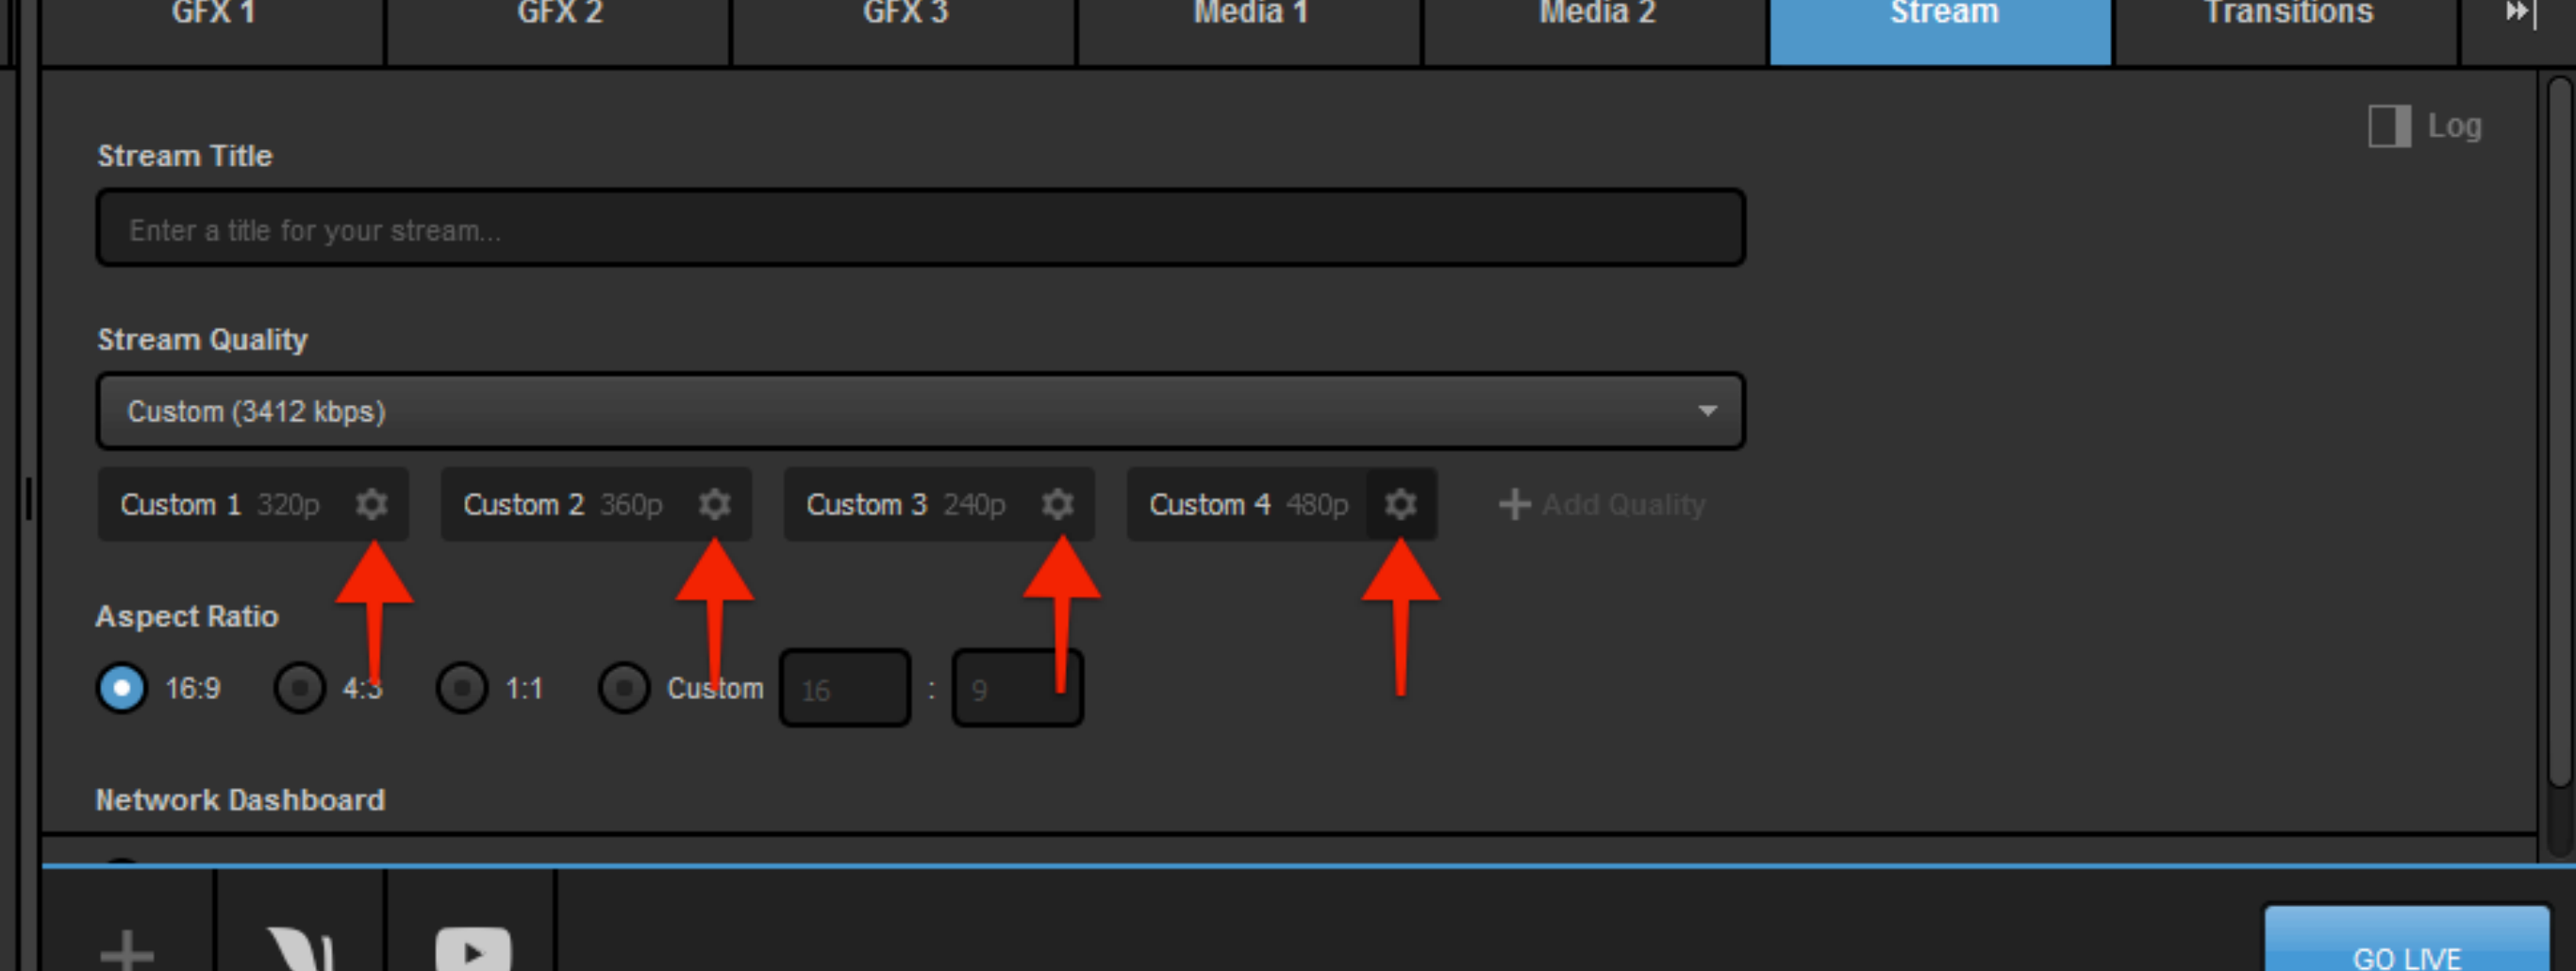 GFX 1 GFX 2 GFX 3 Media 1 Media 2 Stream Transitions
Log
Stream Title
Enter a title for your stream...
Stream Quality
Custom (3412 kbps)
Custom 1 320p Custom 2 360p Custom 3 240p Custom 4 480p + Add Quality
Aspect Ratio
16:9 4:3 1:1 Custom 16 : 9
Network Dashboard
GO LIVE